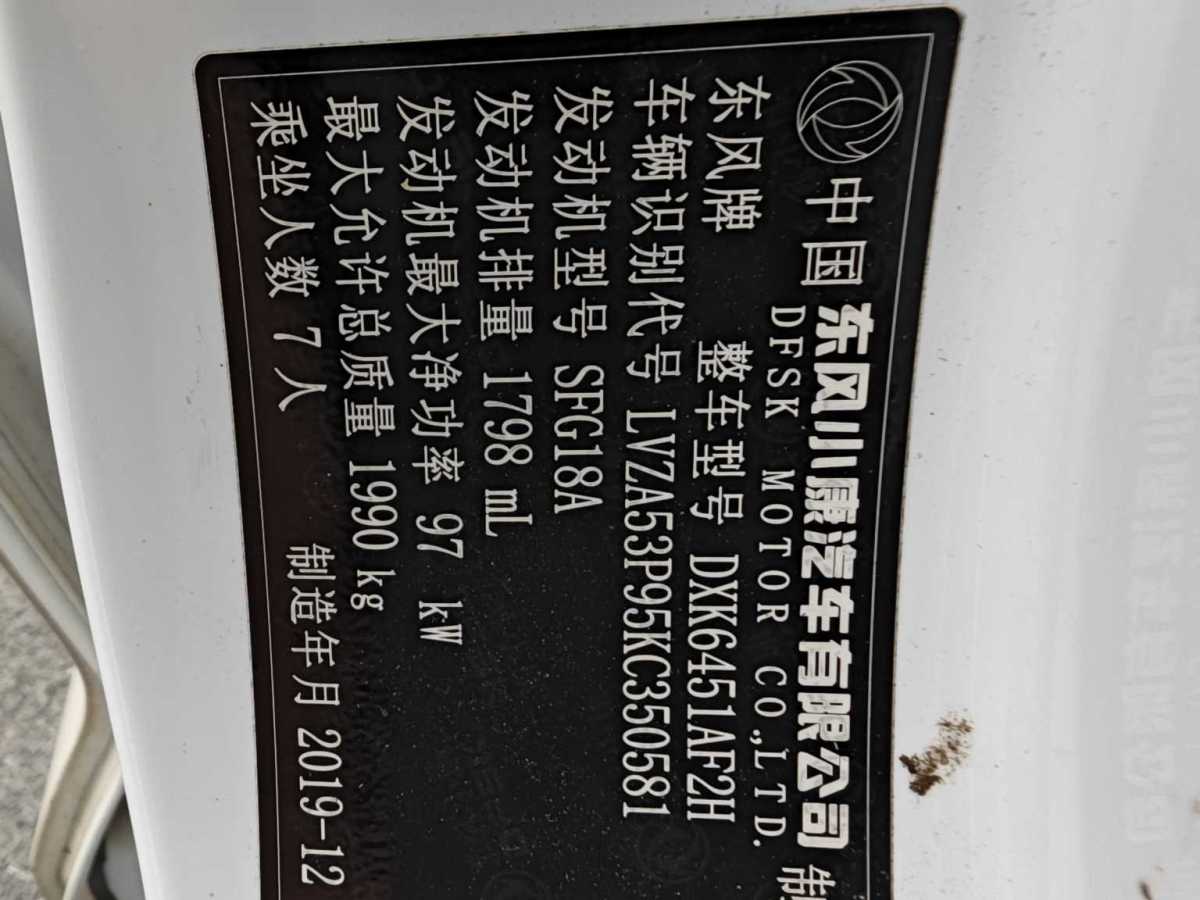 中国东风小康汽车有限公司 制
DFSK MOTOR CO.,LTD.
东风牌 整车型号 DXK6451AF2H
车辆识别代号 LVZA53P95KC350581
发动机型号 SFG18A
发动机排量 1798 mL
发动机最大净功率 97 kW
最大允许总质量 1990 kg
乘坐人数 7 人 制造年月 2019-12